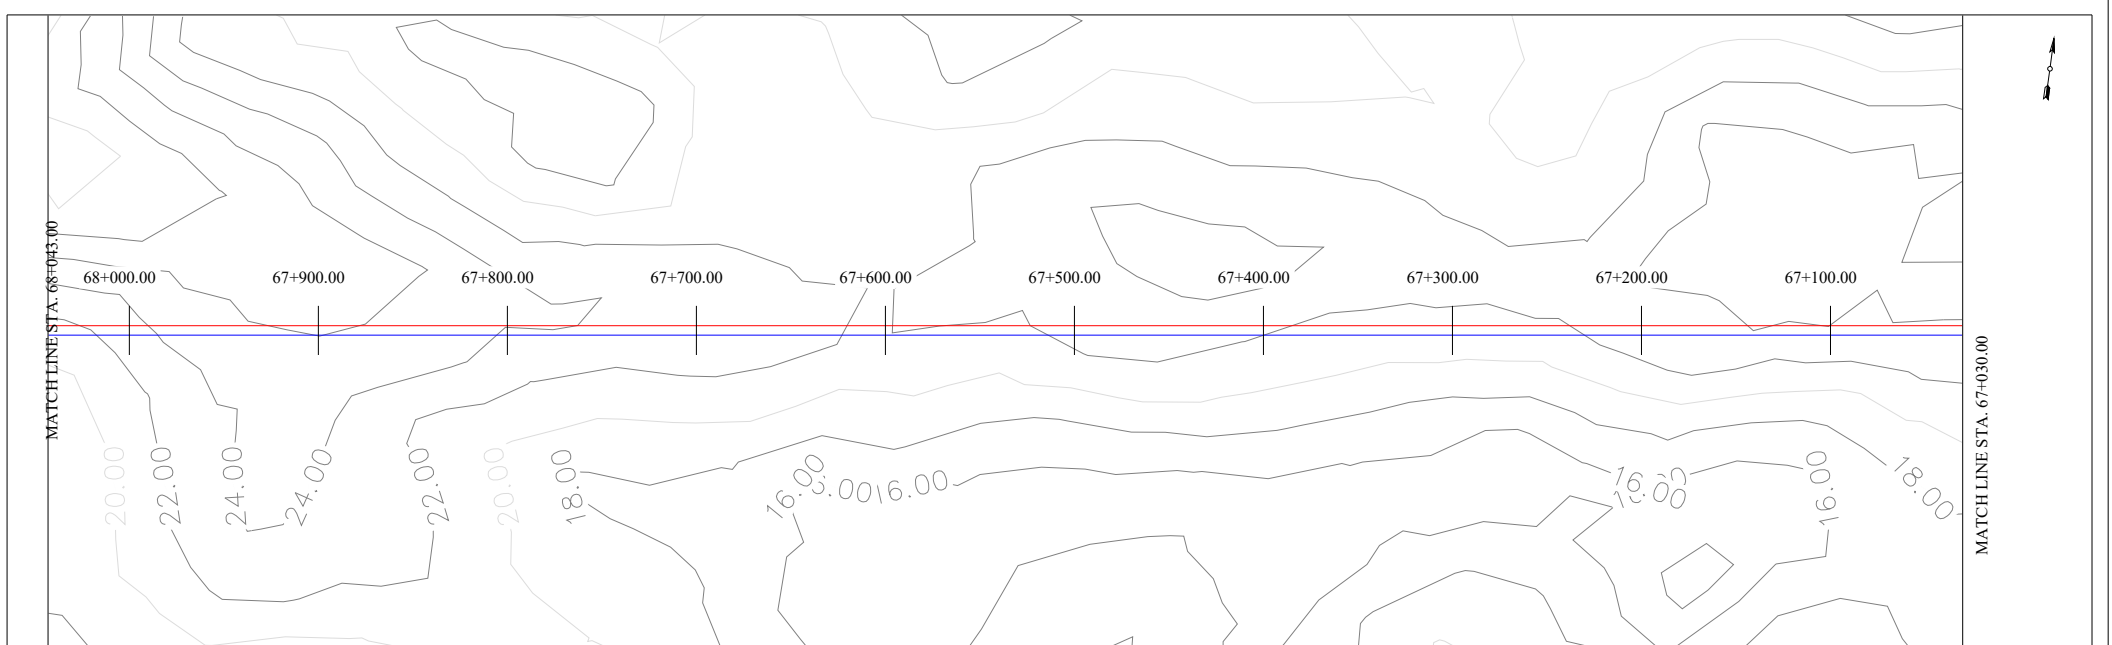 MATCH LINE STA. 68+043.00
68+000.00 67+900.00 67+800.00 67+700.00 67+600.00 67+500.00 67+400.00 67+300.00 67+200.00 67+100.00
MATCH LINE STA. 67+030.00
20.00 22.00 24.00 24.00 22.00 20.00 18.00 16.00 16.00 16.00 18.00